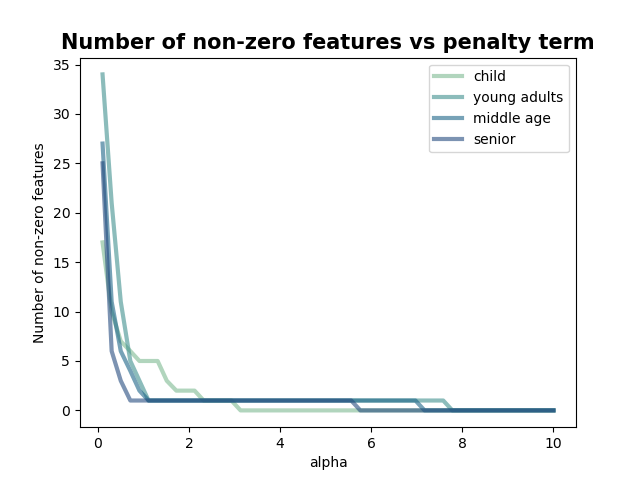 Number of non-zero features vs penalty term
Number of non-zero features
35
30
25
20
15
10
5
0
child
young adults
middle age
senior
0 2 4 6 8 10
alpha